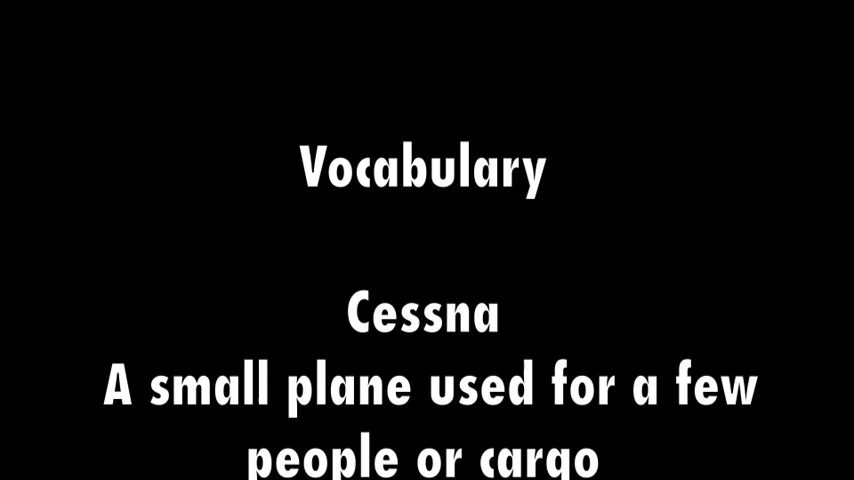 Vocabulary
Cessna
A small plane used for a few
people or cargo